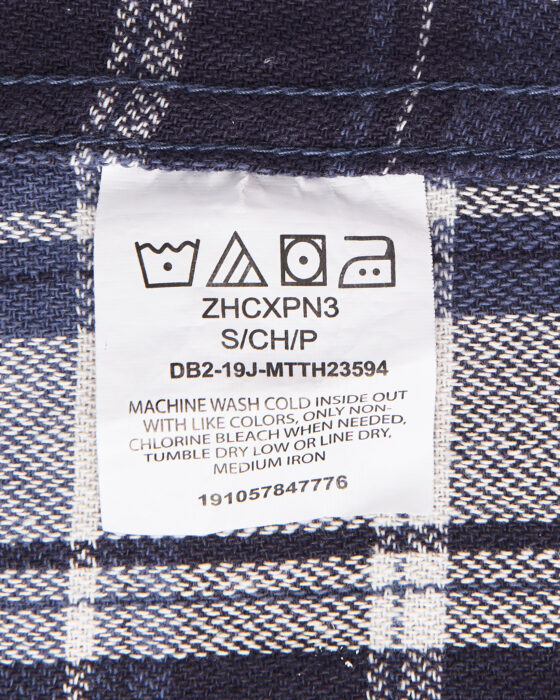 ZHCXPN3
S/CH/P
DB2-19J-MTTH23594
MACHINE WASH COLD INSIDE OUT
WITH LIKE COLORS, ONLY NON-
CHLORINE BLEACH WHEN NEEDED,
TUMBLE DRY LOW OR LINE DRY,
MEDIUM IRON
191057847776